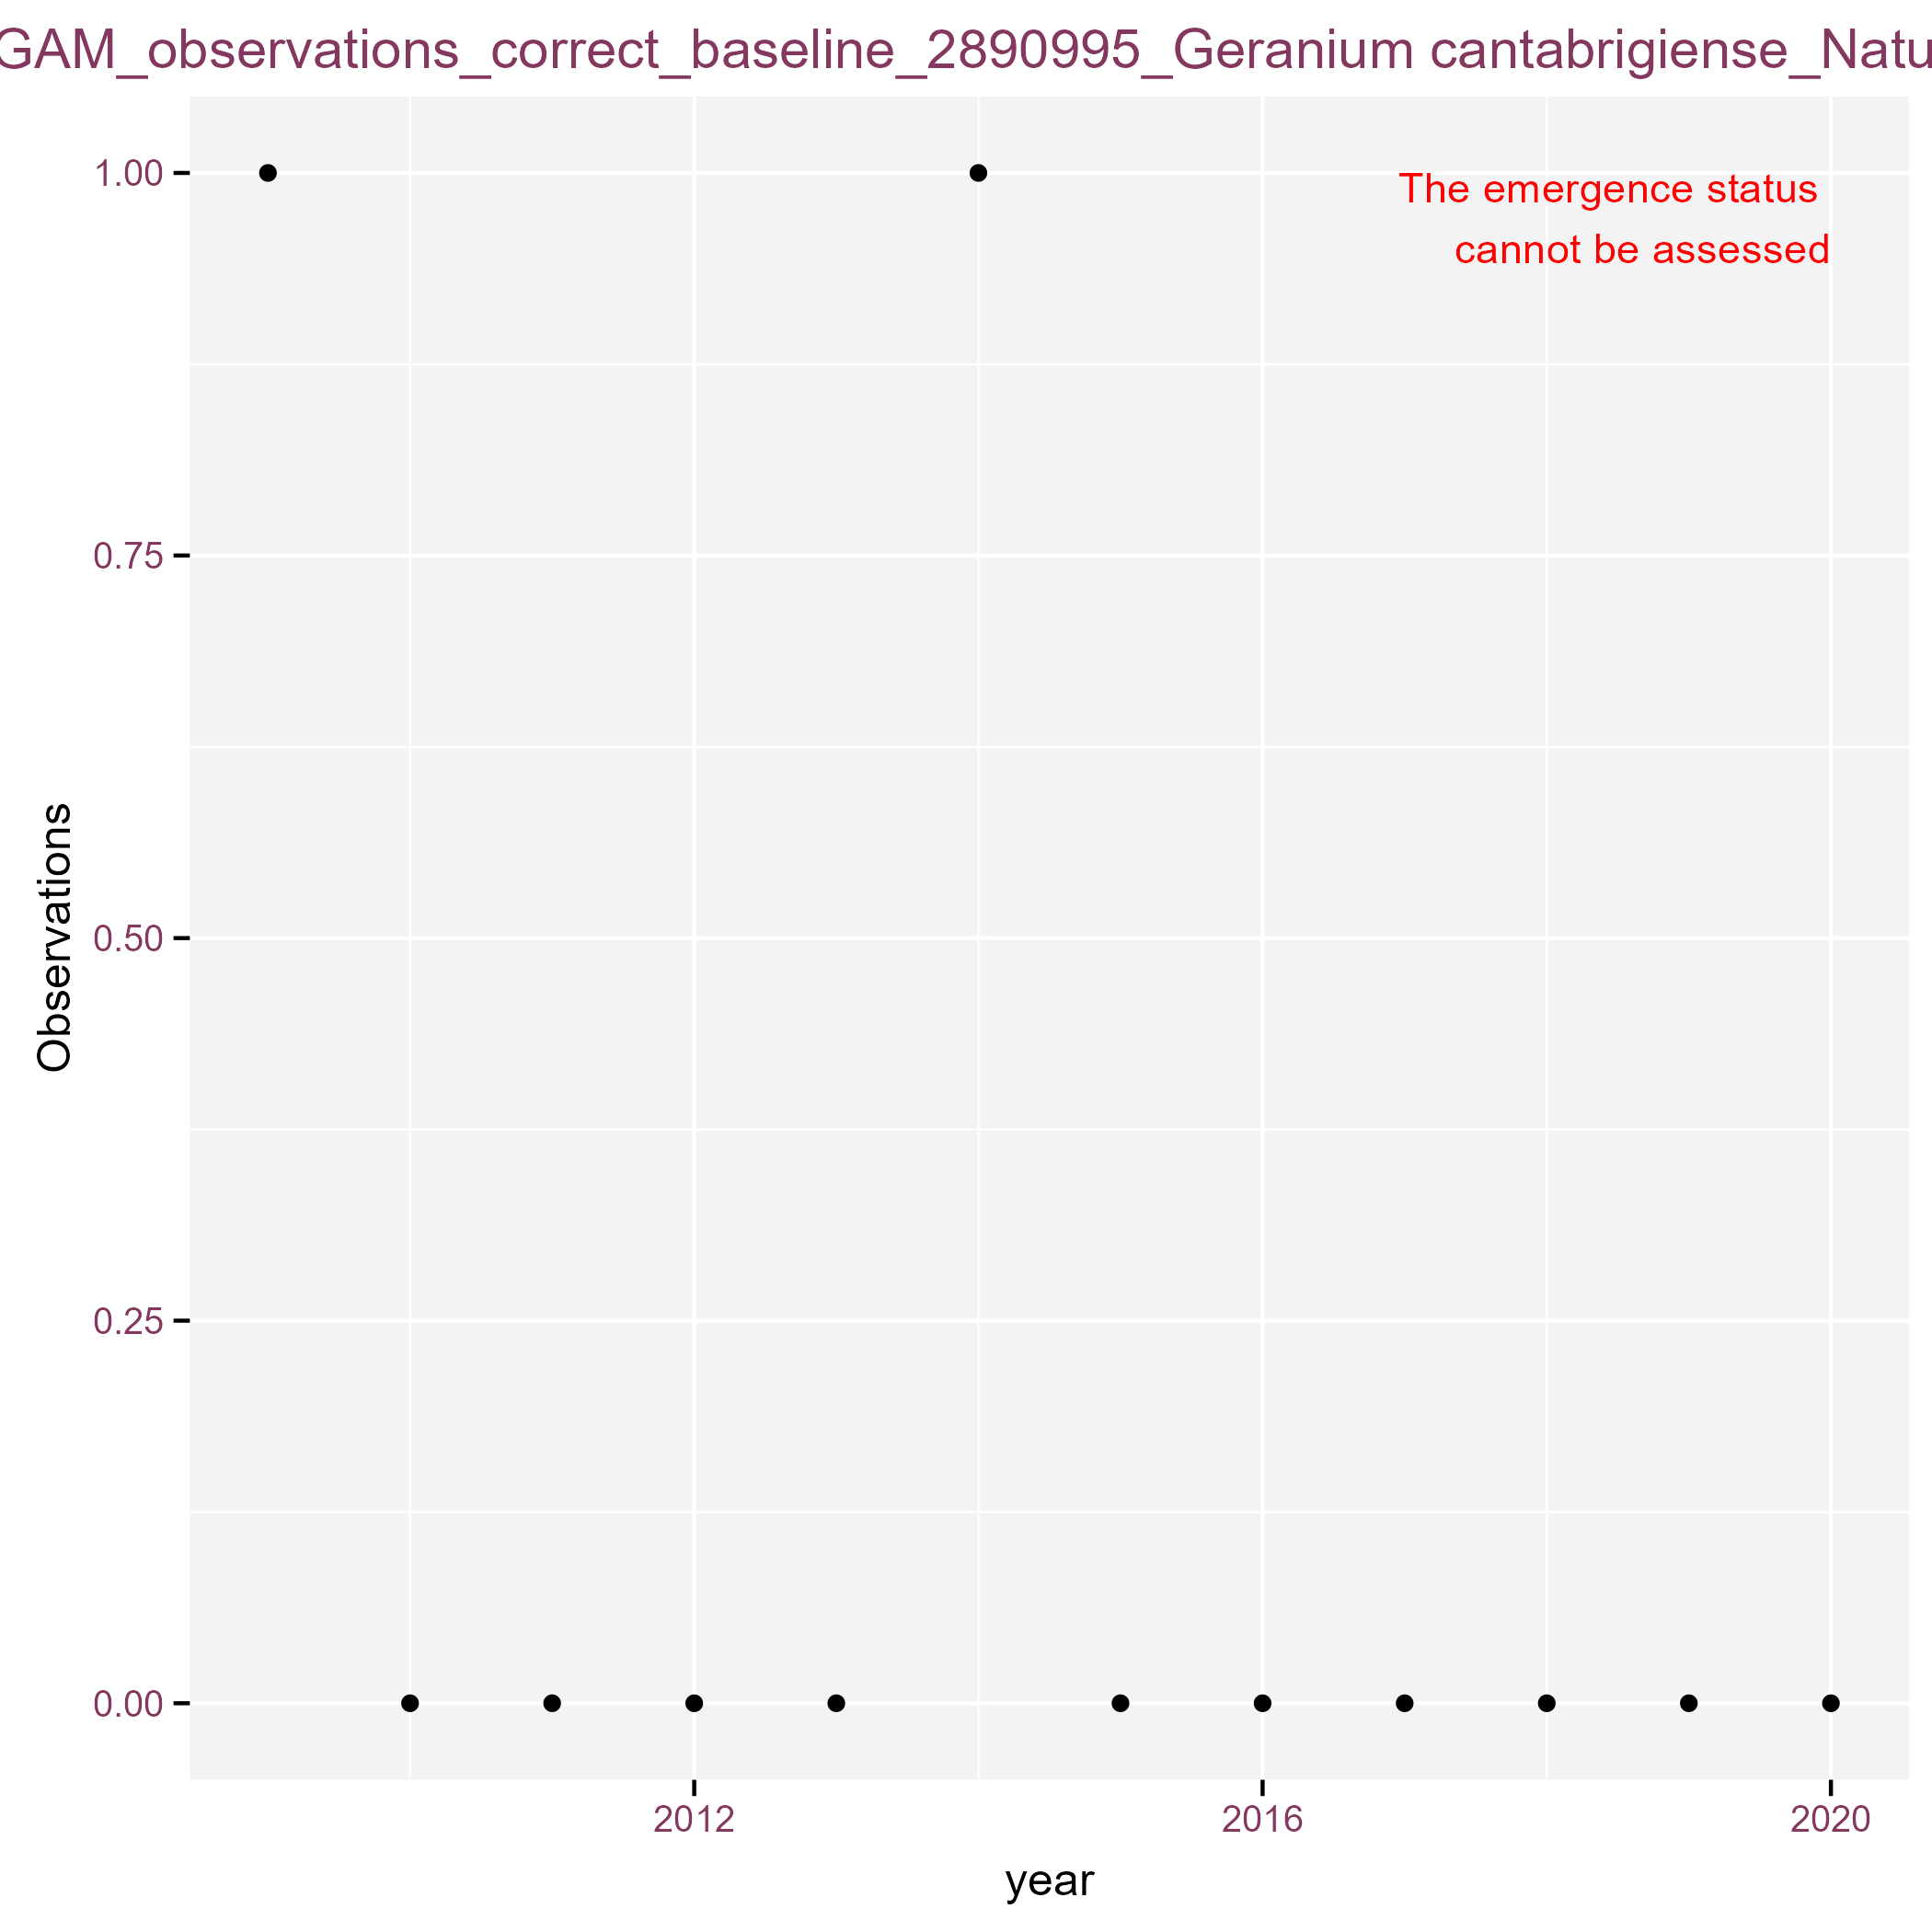 GAM_observations_correct_baseline_2890995_Geranium cantabrigiense_Natu
1.00
The emergence status
cannot be assessed
0.75
Observations
0.50
0.25
0.00
2012 2016 2020
year